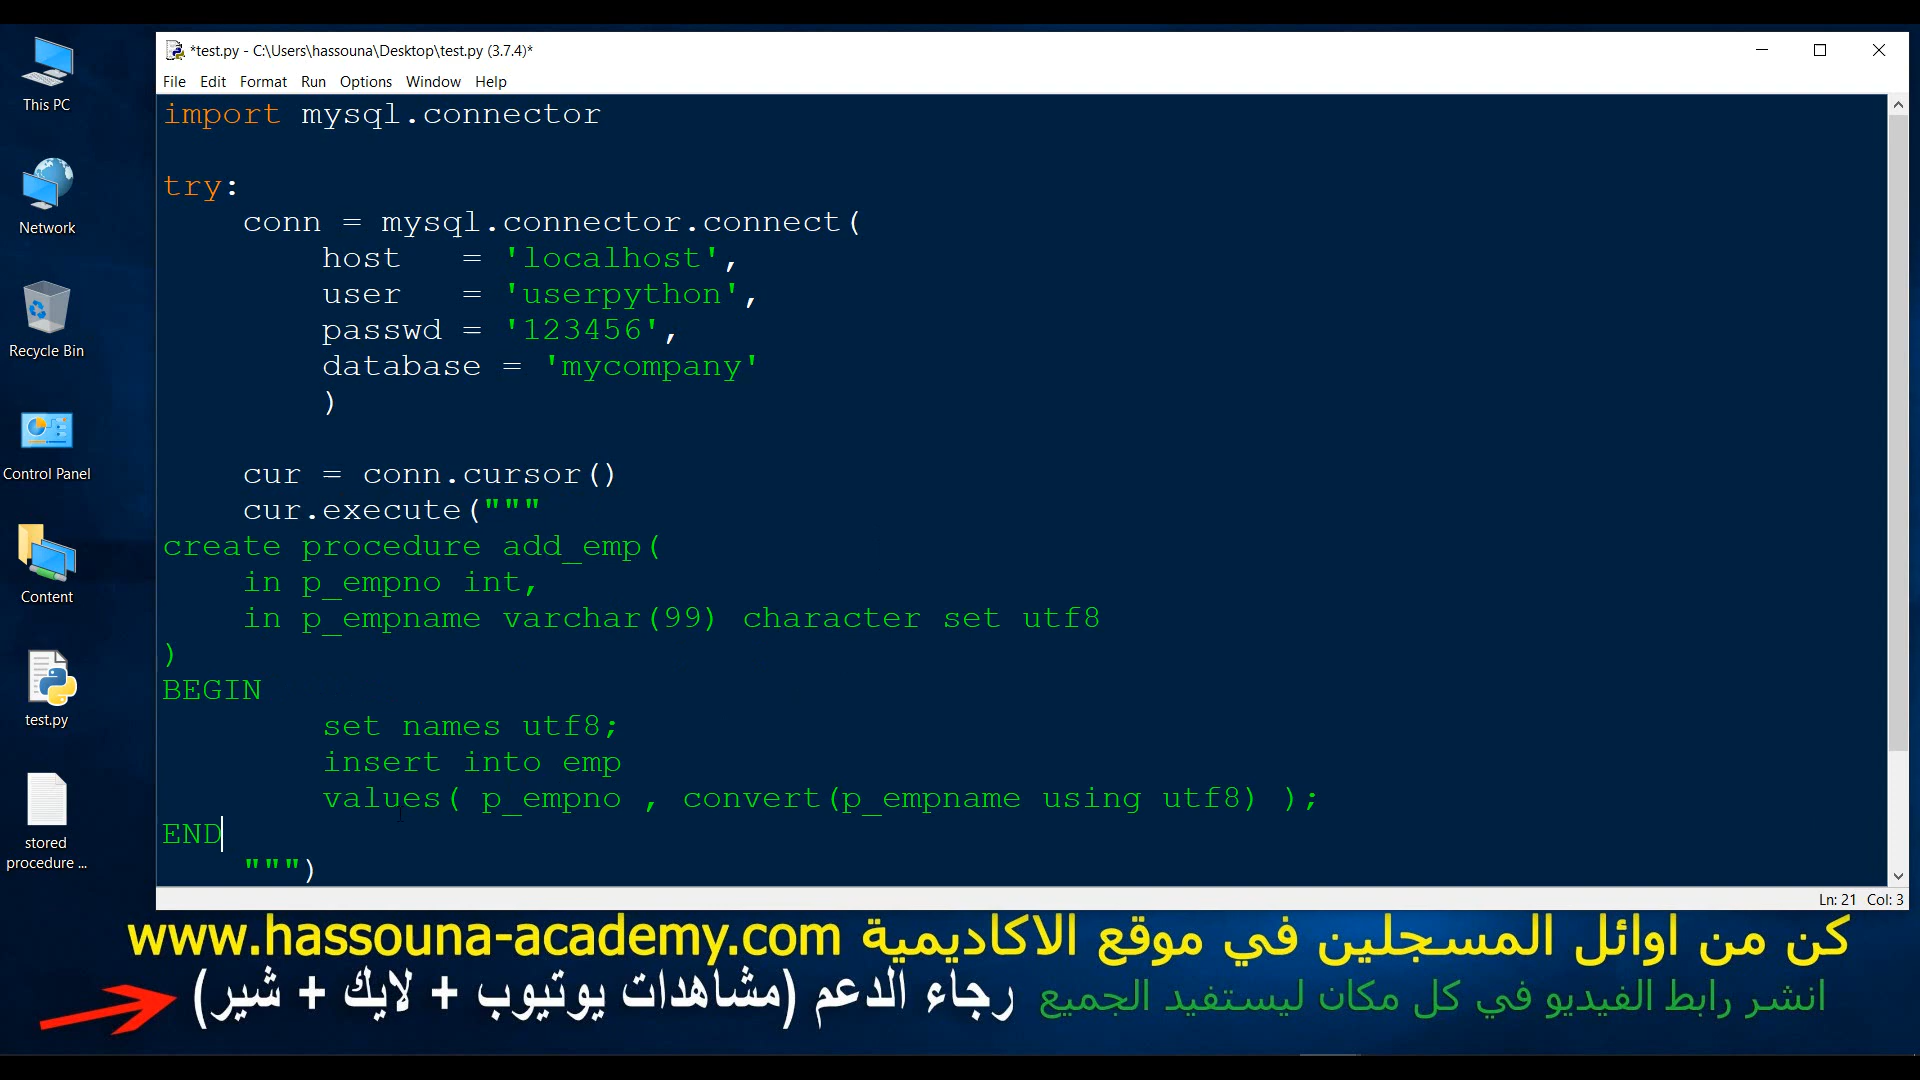 *test.py - C:\Users\hassouna\Desktop\test.py (3.7.4)*
File Edit Format Run Options Window Help
This PC
Network
Recycle Bin
Control Panel
Content
test.py
stored
procedure ...
import mysql.connector
try:
    conn = mysql.connector.connect(
        host   = 'localhost',
        user   = 'userpython',
        passwd = '123456',
        database = 'mycompany'
        )
    cur = conn.cursor()
    cur.execute("""
create procedure add_emp(
    in p_empno int,
    in p_empname varchar(99) character set utf8
)
BEGIN
        set names utf8;
        insert into emp
        values( p_empno , convert(p_empname using utf8) );
END
    """)
Ln: 21 Col: 3
كن من اوائل المسجلين في موقع الاكاديمية www.hassouna-academy.com
انشر رابط الفيديو في كل مكان ليستفيد الجميع رجاء الدعم (مشاهدات يوتيوب + لايك + شير)